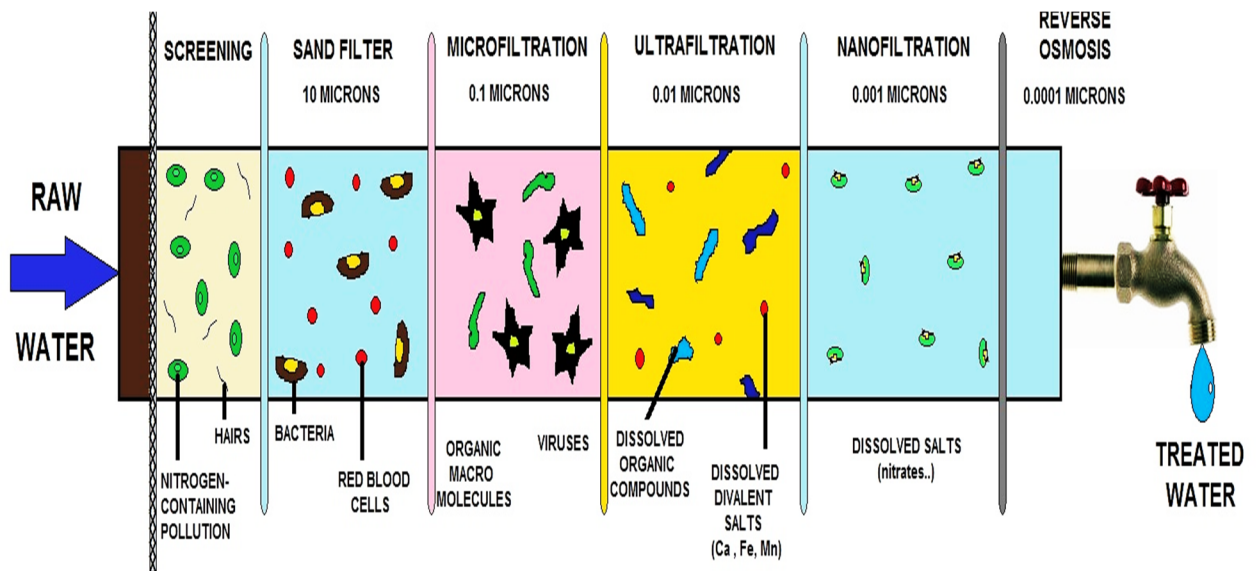 RAW
WATER
SCREENING
SAND FILTER
10 MICRONS
MICROFILTRATION
0.1 MICRONS
ULTRAFILTRATION
0.01 MICRONS
NANOFILTRATION
0.001 MICRONS
REVERSE
OSMOSIS
0.0001 MICRONS
HAIRS
NITROGEN-
CONTAINING
POLLUTION
BACTERIA
RED BLOOD
CELLS
ORGANIC
MACRO
MOLECULES
VIRUSES
DISSOLVED
ORGANIC
COMPOUNDS
DISSOLVED
DIVALENT
SALTS
(Ca , Fe, Mn)
DISSOLVED SALTS
(nitrates..)
TREATED
WATER